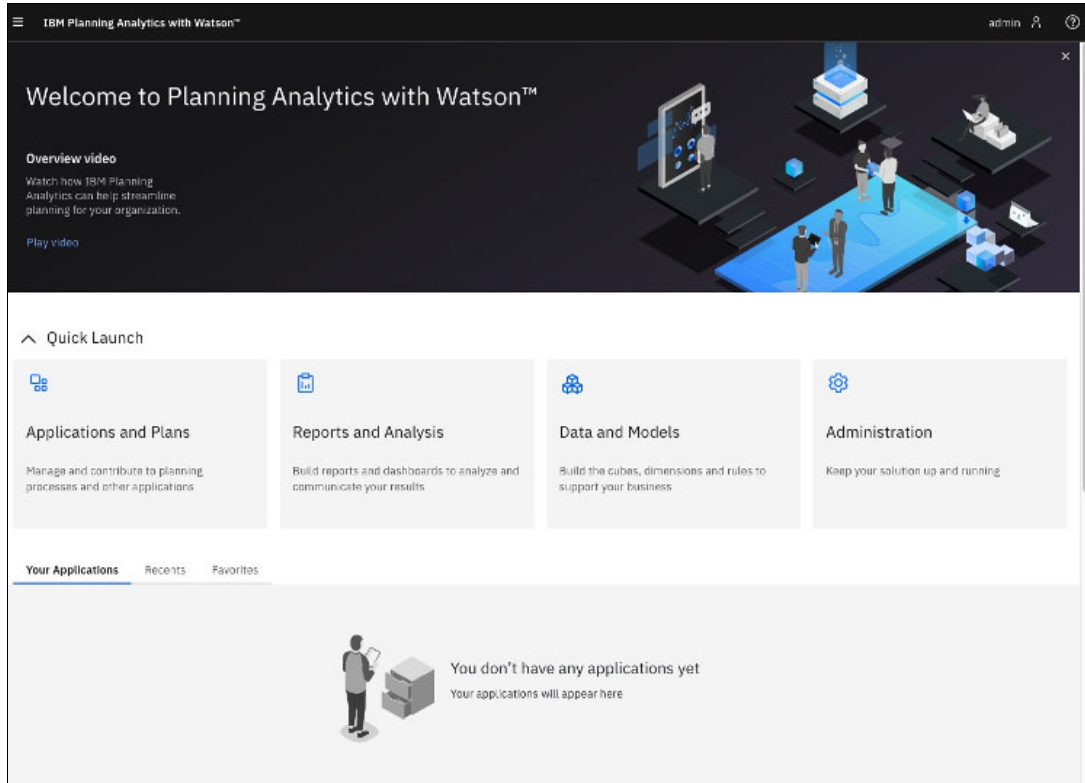 IBM Planning Analytics with Watson™
admin
Welcome to Planning Analytics with Watson™
Overview video
Watch how IBM Planning
Analytics can help streamline
planning for your organization.
Play video
Quick Launch
Applications and Plans
Manage and contribute to planning
processes and other applications
Reports and Analysis
Build reports and dashboards to analyze and
communicate your results
Data and Models
Build the cubes, dimensions and rules to
support your business
Administration
Keep your solution up and running
Your Applications Recents Favorites
You don't have any applications yet
Your applications will appear here